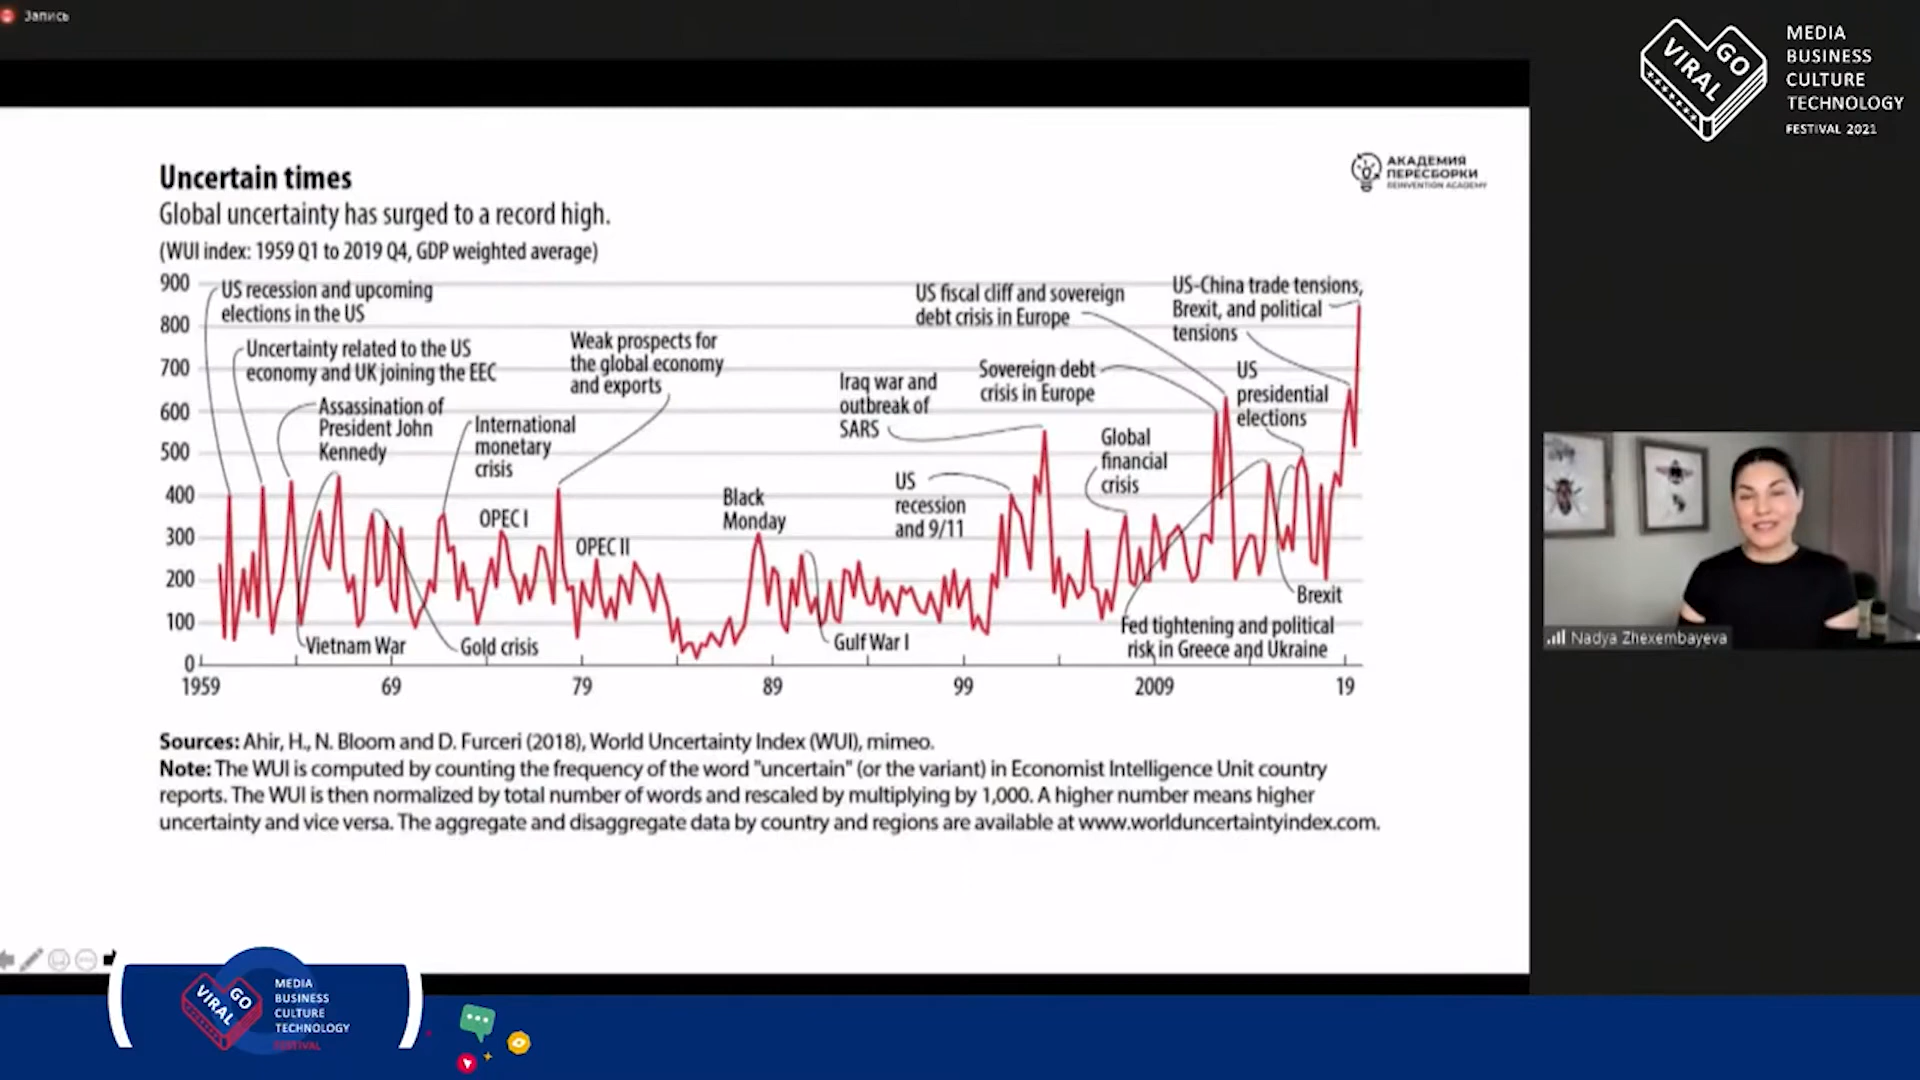 Запись
VIRAL
GO
MEDIA
BUSINESS
CULTURE
TECHNOLOGY
FESTIVAL 2021
АКАДЕМИЯ
ПЕРЕСБОРКИ
REINVENTION ACADEMY
Uncertain times
Global uncertainty has surged to a record high.
(WUI index: 1959 Q1 to 2019 Q4, GDP weighted average)
900
800
700
600
500
400
300
200
100
0
US recession and upcoming
elections in the US
Uncertainty related to the US
economy and UK joining the EEC
Assassination of
President John
Kennedy
International
monetary
crisis
Weak prospects for
the global economy
and exports
OPEC I
OPEC II
Vietnam War
Gold crisis
Black
Monday
Gulf War I
Iraq war and
outbreak of
SARS
US
recession
and 9/11
US fiscal cliff and sovereign
debt crisis in Europe
Sovereign debt
crisis in Europe
Global
financial
crisis
US-China trade tensions,
Brexit, and political
tensions
US
presidential
elections
Brexit
Fed tightening and political
risk in Greece and Ukraine
1959
69
79
89
99
2009
19
Sources: Ahir, H., N. Bloom and D. Furceri (2018), World Uncertainty Index (WUI), mimeo.
Note: The WUI is computed by counting the frequency of the word "uncertain" (or the variant) in Economist Intelligence Unit country
reports. The WUI is then normalized by total number of words and rescaled by multiplying by 1,000. A higher number means higher
uncertainty and vice versa. The aggregate and disaggregate data by country and regions are available at www.worlduncertaintyindex.com.
Nadya Zhexembayeva
VIRAL
GO
MEDIA
BUSINESS
CULTURE
TECHNOLOGY
FESTIVAL